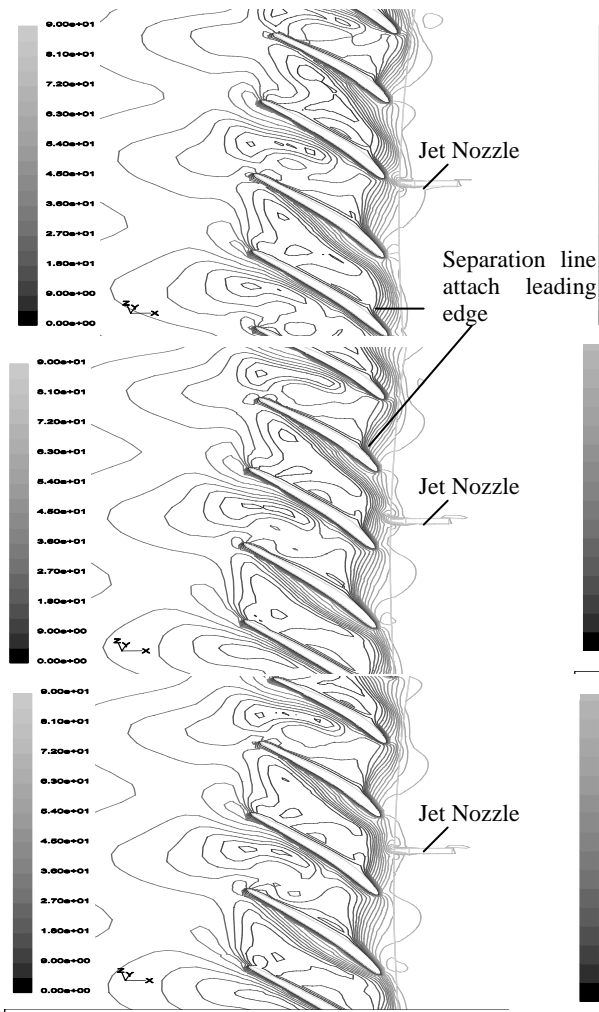 9.00e+01
8.10e+01
7.20e+01
6.30e+01
5.40e+01
4.50e+01
3.60e+01
2.70e+01
1.80e+01
9.00e+00
0.00e+00
Z
Y
X
Jet Nozzle
Separation line
attach leading
edge
9.00e+01
8.10e+01
7.20e+01
6.30e+01
5.40e+01
4.50e+01
3.60e+01
2.70e+01
1.80e+01
9.00e+00
0.00e+00
Z
Y
X
Jet Nozzle
9.00e+01
8.10e+01
7.20e+01
6.30e+01
5.40e+01
4.50e+01
3.60e+01
2.70e+01
1.80e+01
9.00e+00
0.00e+00
Z
Y
X
Jet Nozzle